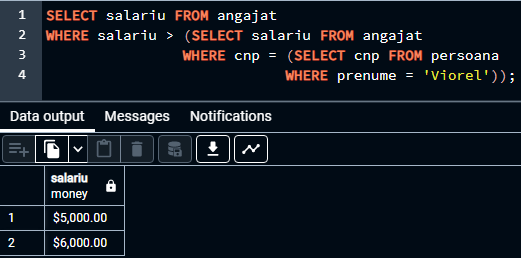 1 SELECT salariu FROM angajat
2 WHERE salariu > (SELECT salariu FROM angajat
3 WHERE cnp = (SELECT cnp FROM persoana
4 WHERE prenume = 'Viorel'));
Data output Messages Notifications
salariu
money
1 $5,000.00
2 $6,000.00